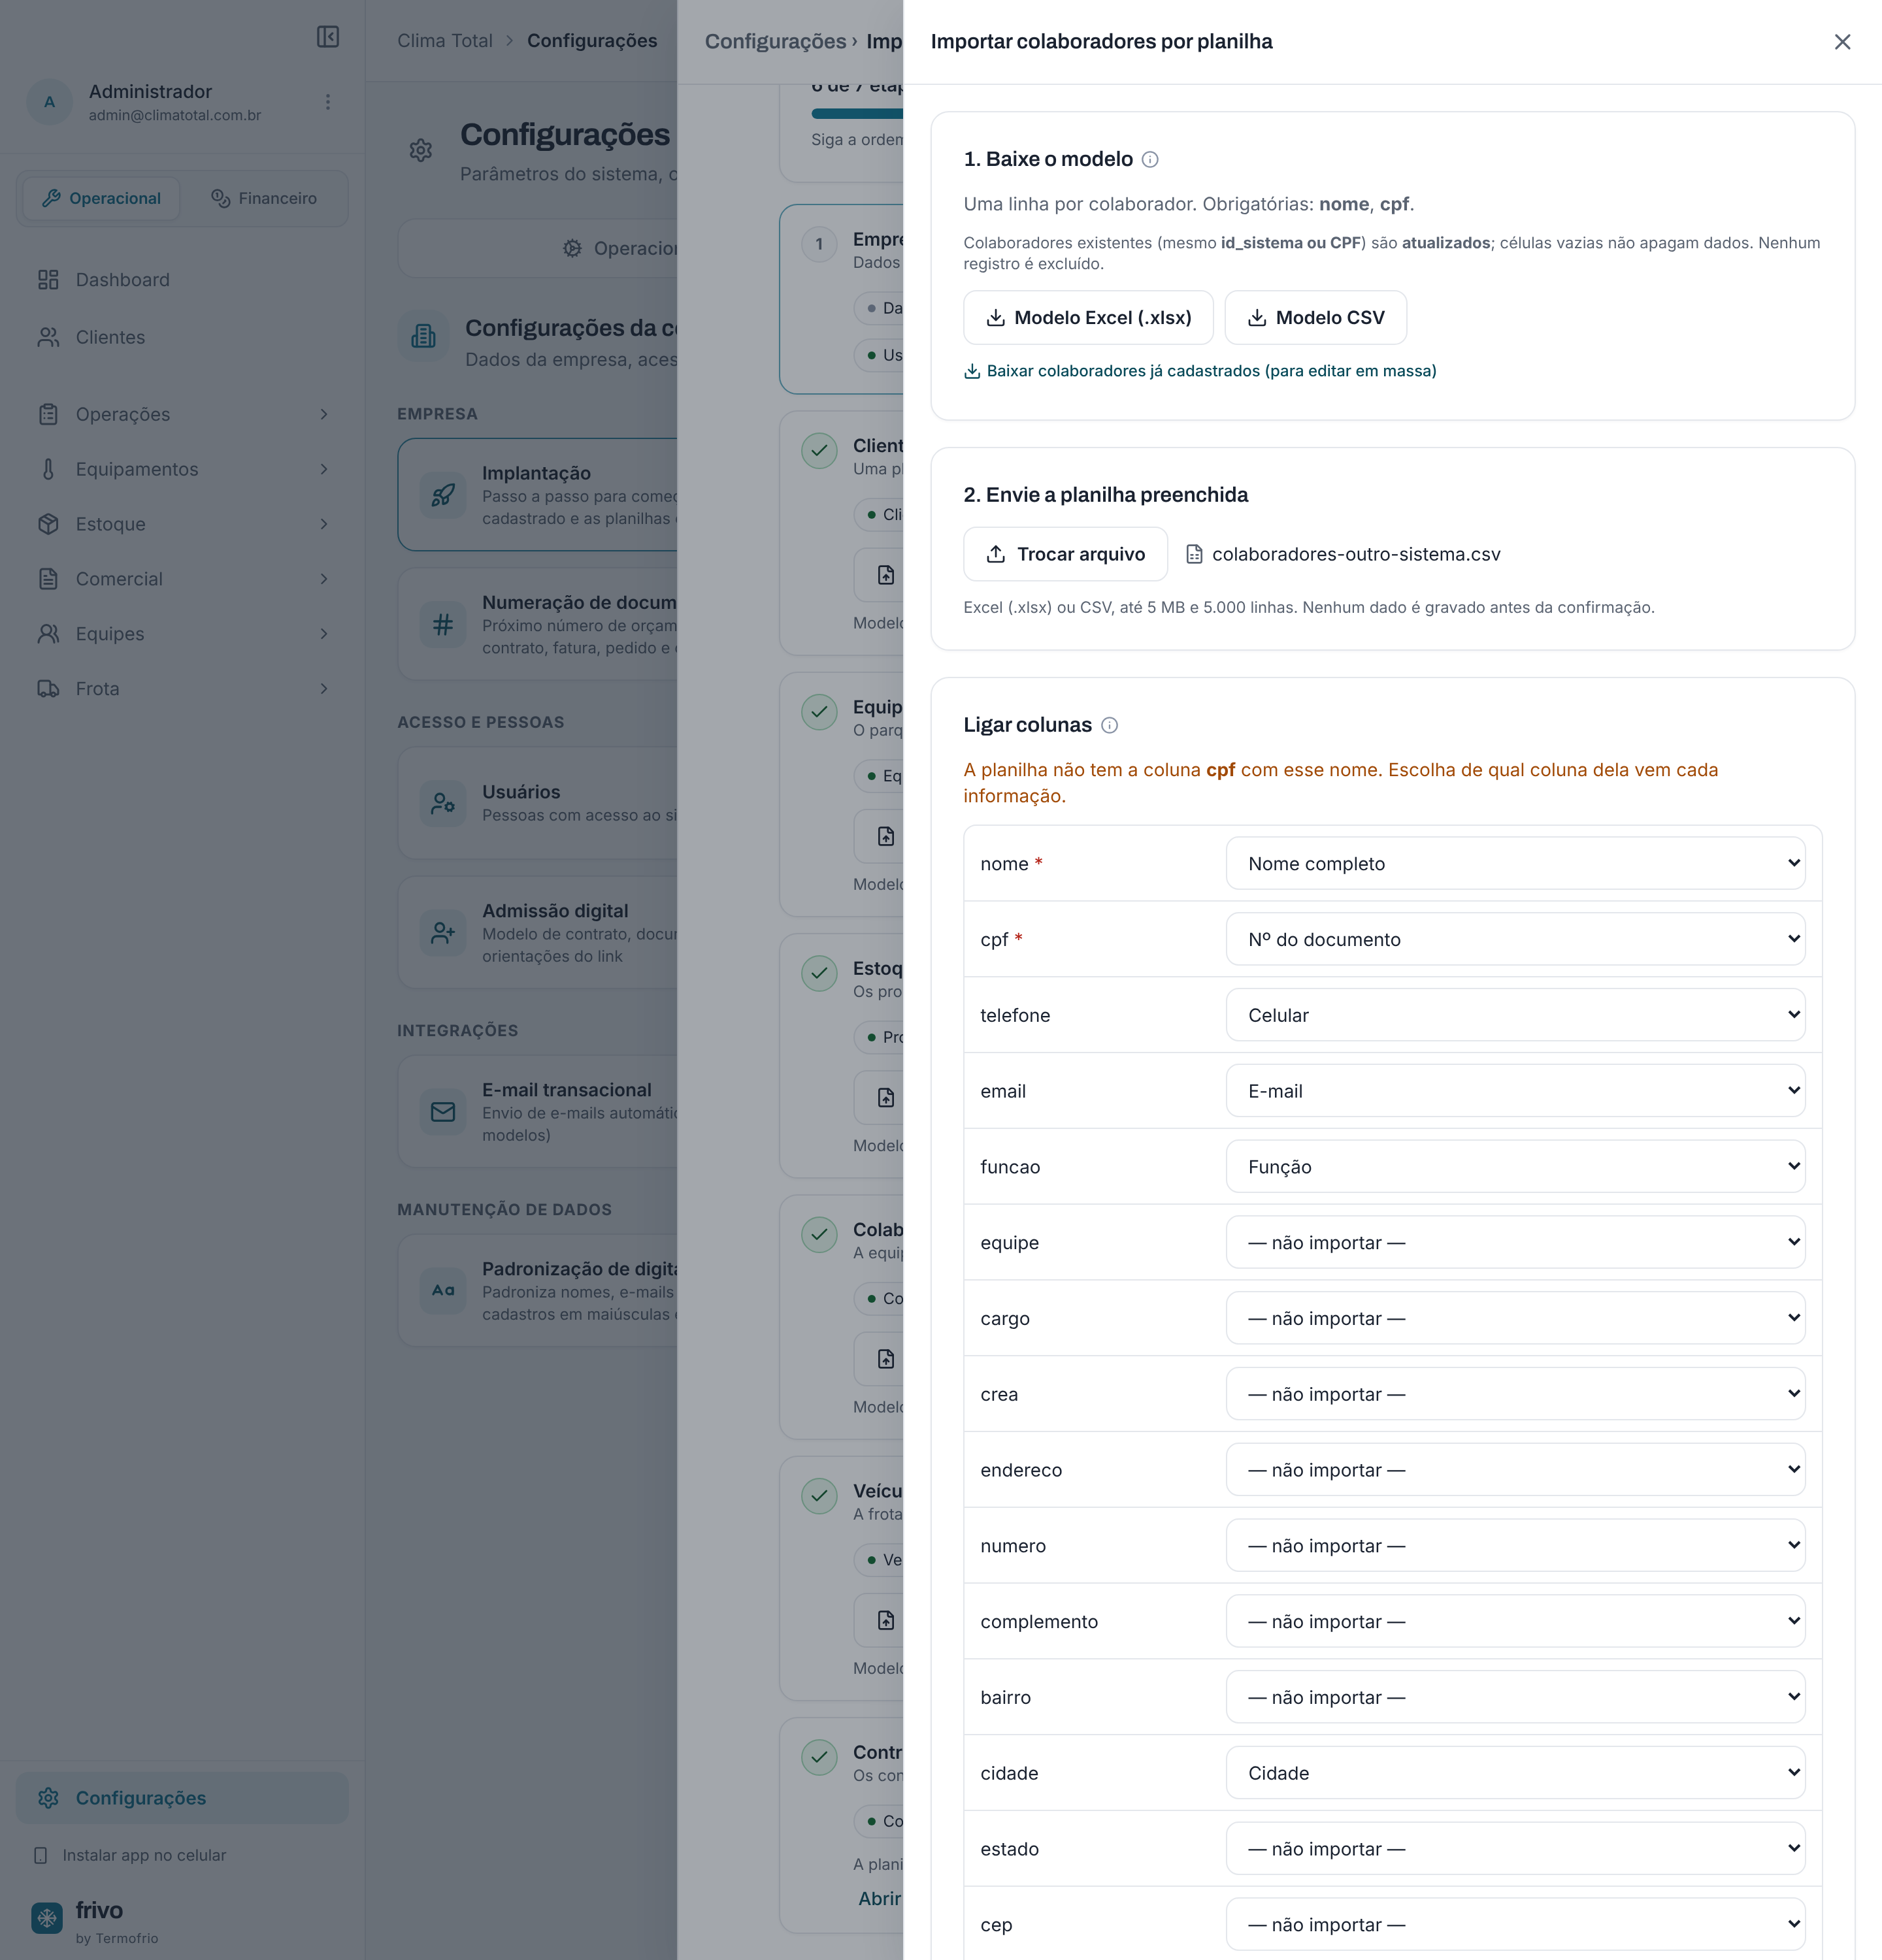 Administrador
admin@climatotal.com.br
Operacional
Financeiro
Dashboard
Clientes
Operações
Equipamentos
Estoque
Comercial
Equipes
Frota
Configurações
Instalar app no celular
frivo
by Termofrio
Clima Total > Configurações
Configurações
Parâmetros do sistema,
Configurações da
Dados da empresa,
EMPRESA
Implantação
Passo a passo para
cadastrado e as planilhas
Numeração de
Próximo número de
contrato, fatura, pedido e
ACESSO E PESSOAS
Usuários
Pessoas com acesso ao
Admissão digital
Modelo de contrato,
orientações do link
INTEGRAÇÕES
E-mail transacional
Envio de e-mails
modelos)
MANUTENÇÃO DE DADOS
Aa
Padronização de
Padroniza nomes, e-mails
cadastros em maiúsculas
Configurações ›
6 de 7
Siga a
1
Dados
Uma
O
Os
A
A frota
Os
A
Abrir
Importar colaboradores por planilha
1. Baixe o modelo
Uma linha por colaborador. Obrigatórias: nome, cpf.
Colaboradores existentes (mesmo id_sistema ou CPF) são atualizados; células vazias não apagam dados. Nenhum
registro é excluído.
Modelo Excel (.xlsx)
Modelo CSV
Baixar colaboradores já cadastrados (para editar em massa)
2. Envie a planilha preenchida
Trocar arquivo
colaboradores-outro-sistema.csv
Excel (.xlsx) ou CSV, até 5 MB e 5.000 linhas. Nenhum dado é gravado antes da confirmação.
Ligar colunas
A planilha não tem a coluna cpf com esse nome. Escolha de qual coluna dela vem cada
informação.
nome * Nome completo
cpf * Nº do documento
telefone Celular
email E-mail
funcao Função
equipe — não importar —
cargo — não importar —
crea — não importar —
endereco — não importar —
numero — não importar —
complemento — não importar —
bairro — não importar —
cidade Cidade
estado — não importar —
cep — não importar —